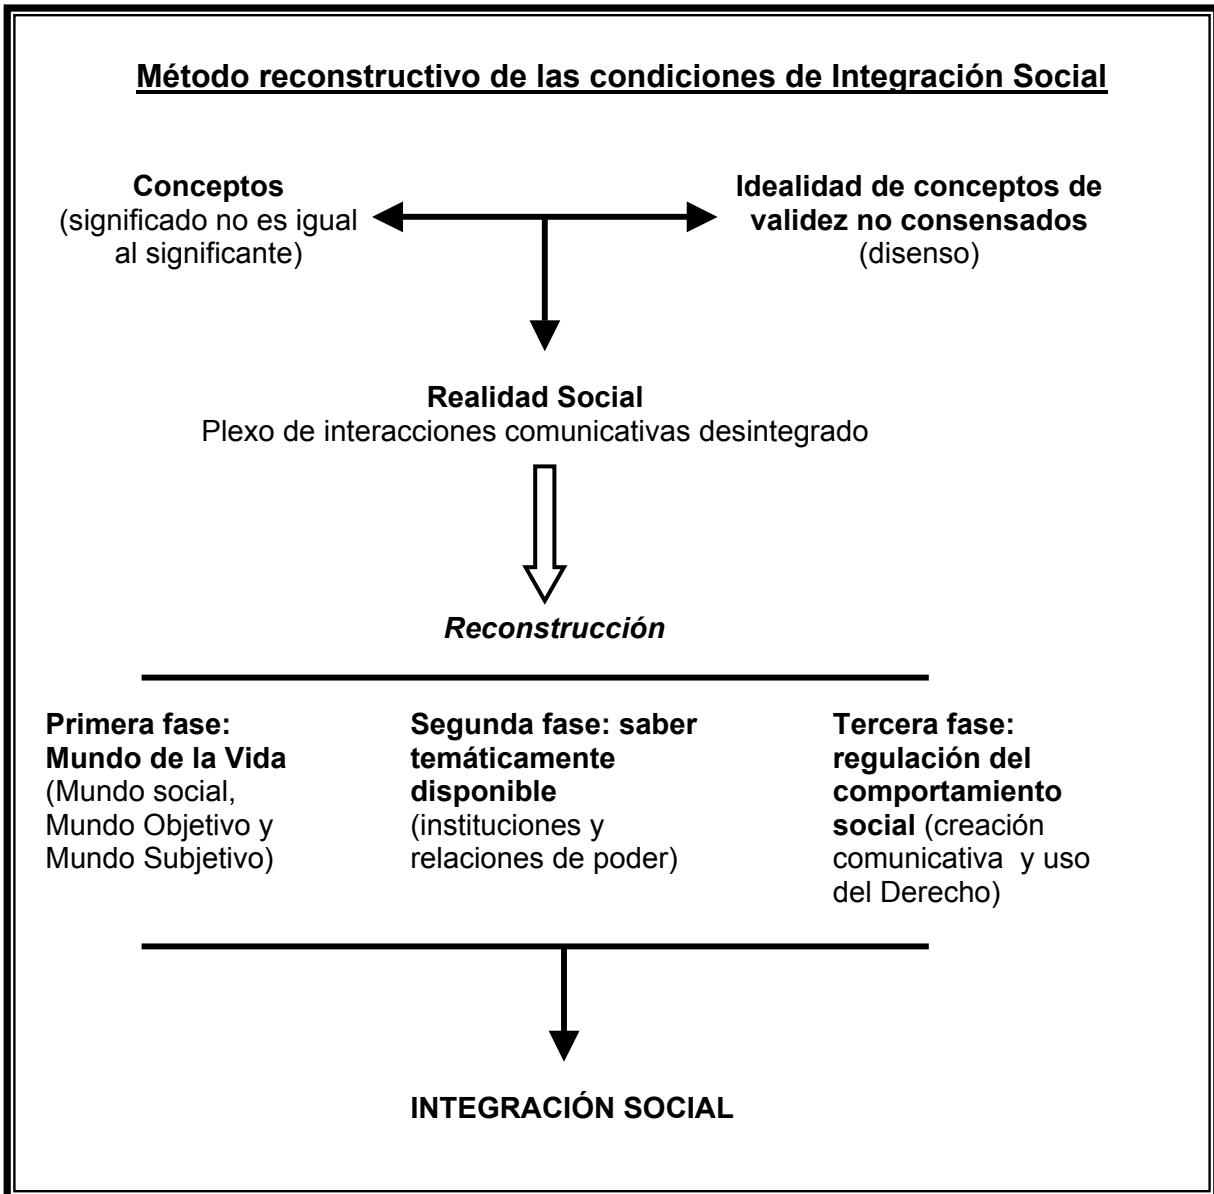 Método reconstructivo de las condiciones de Integración Social
Conceptos
(significado no es igual
al significante)
Idealidad de conceptos de
validez no consensados
(disenso)
Realidad Social
Plexo de interacciones comunicativas desintegrado
Reconstrucción
Primera fase:
Mundo de la Vida
(Mundo social,
Mundo Objetivo y
Mundo Subjetivo)
Segunda fase: saber
temáticamente
disponible
(instituciones y
relaciones de poder)
Tercera fase:
regulación del
comportamiento
social (creación
comunicativa  y uso
del Derecho)
INTEGRACIÓN SOCIAL